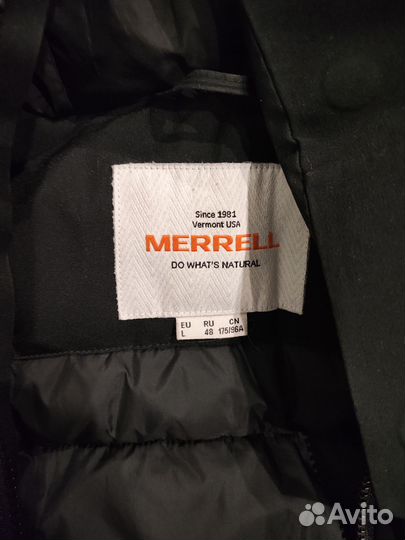 Since 1981
Vermont USA
MERRELL
DO WHAT'S NATURAL
EU RU CN
L 48 175/96A
Avito